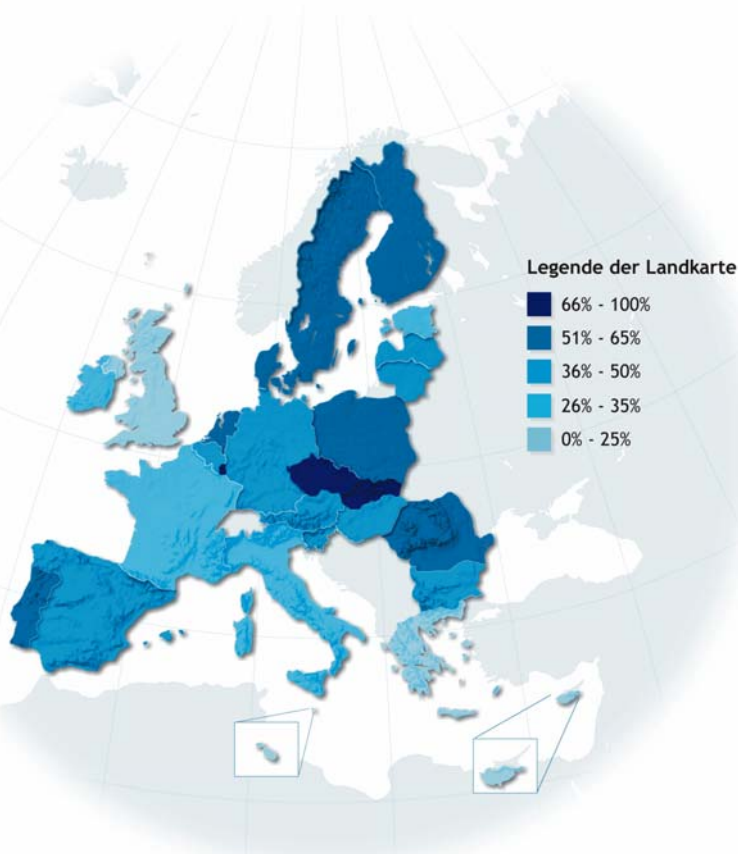 Legende der Landkarte
66% - 100%
51% - 65%
36% - 50%
26% - 35%
0% - 25%